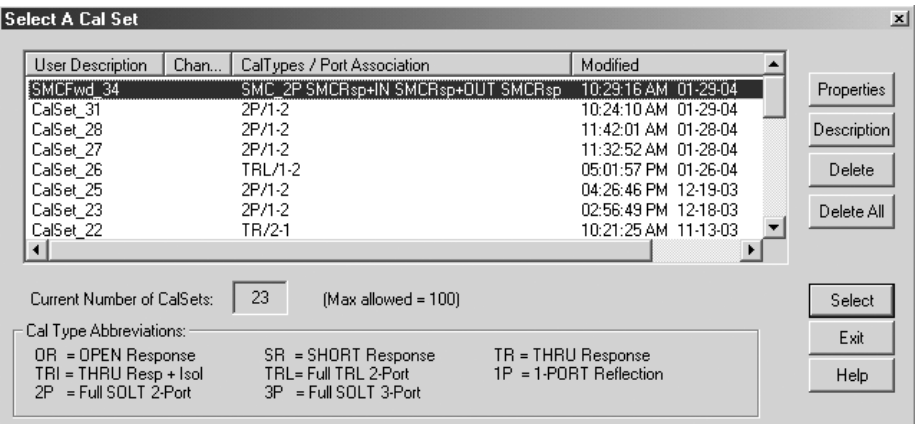 Select A Cal Set
User Description Chan... CalTypes / Port Association Modified
SMCFwd_34 SMC_2P SMCRsp+IN SMCRsp+OUT SMCRsp 10:29:16 AM 01-29-04
CalSet_31 2P/1-2 10:24:10 AM 01-29-04
CalSet_28 2P/1-2 11:42:01 AM 01-28-04
CalSet_27 2P/1-2 11:32:52 AM 01-28-04
CalSet_26 TRL/1-2 05:01:57 PM 01-26-04
CalSet_25 2P/1-2 04:26:46 PM 12-19-03
CalSet_23 2P/1-2 02:56:49 PM 12-18-03
CalSet_22 TR/2-1 10:21:25 AM 11-13-03
Properties
Description
Delete
Delete All
Current Number of CalSets: 23 (Max allowed = 100)
Select
Exit
Help
Cal Type Abbreviations:
OR = OPEN Response SR = SHORT Response TR = THRU Response
TRI = THRU Resp + Isol TRL= Full TRL 2-Port 1P = 1-PORT Reflection
2P = Full SOLT 2-Port 3P = Full SOLT 3-Port